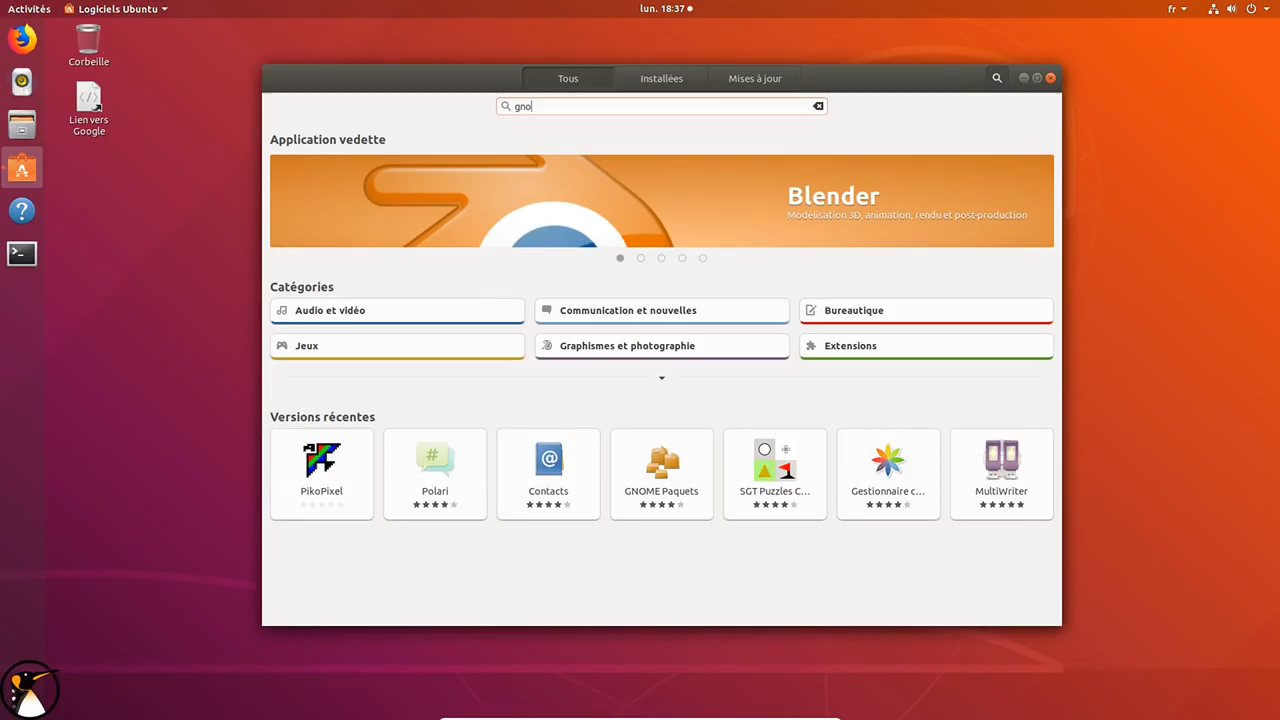 Activités
Logiciels Ubuntu
lun. 18:37
fr
Corbeille
Lien vers
Google
Tous
Installées
Mises à jour
gno
Application vedette
Blender
Modélisation 3D, animation, rendu et post-production
Catégories
Audio et vidéo
Communication et nouvelles
Bureautique
Jeux
Graphismes et photographie
Extensions
Versions récentes
PikoPixel
Polari
Contacts
GNOME Paquets
SGT Puzzles C...
Gestionnaire c...
MultiWriter